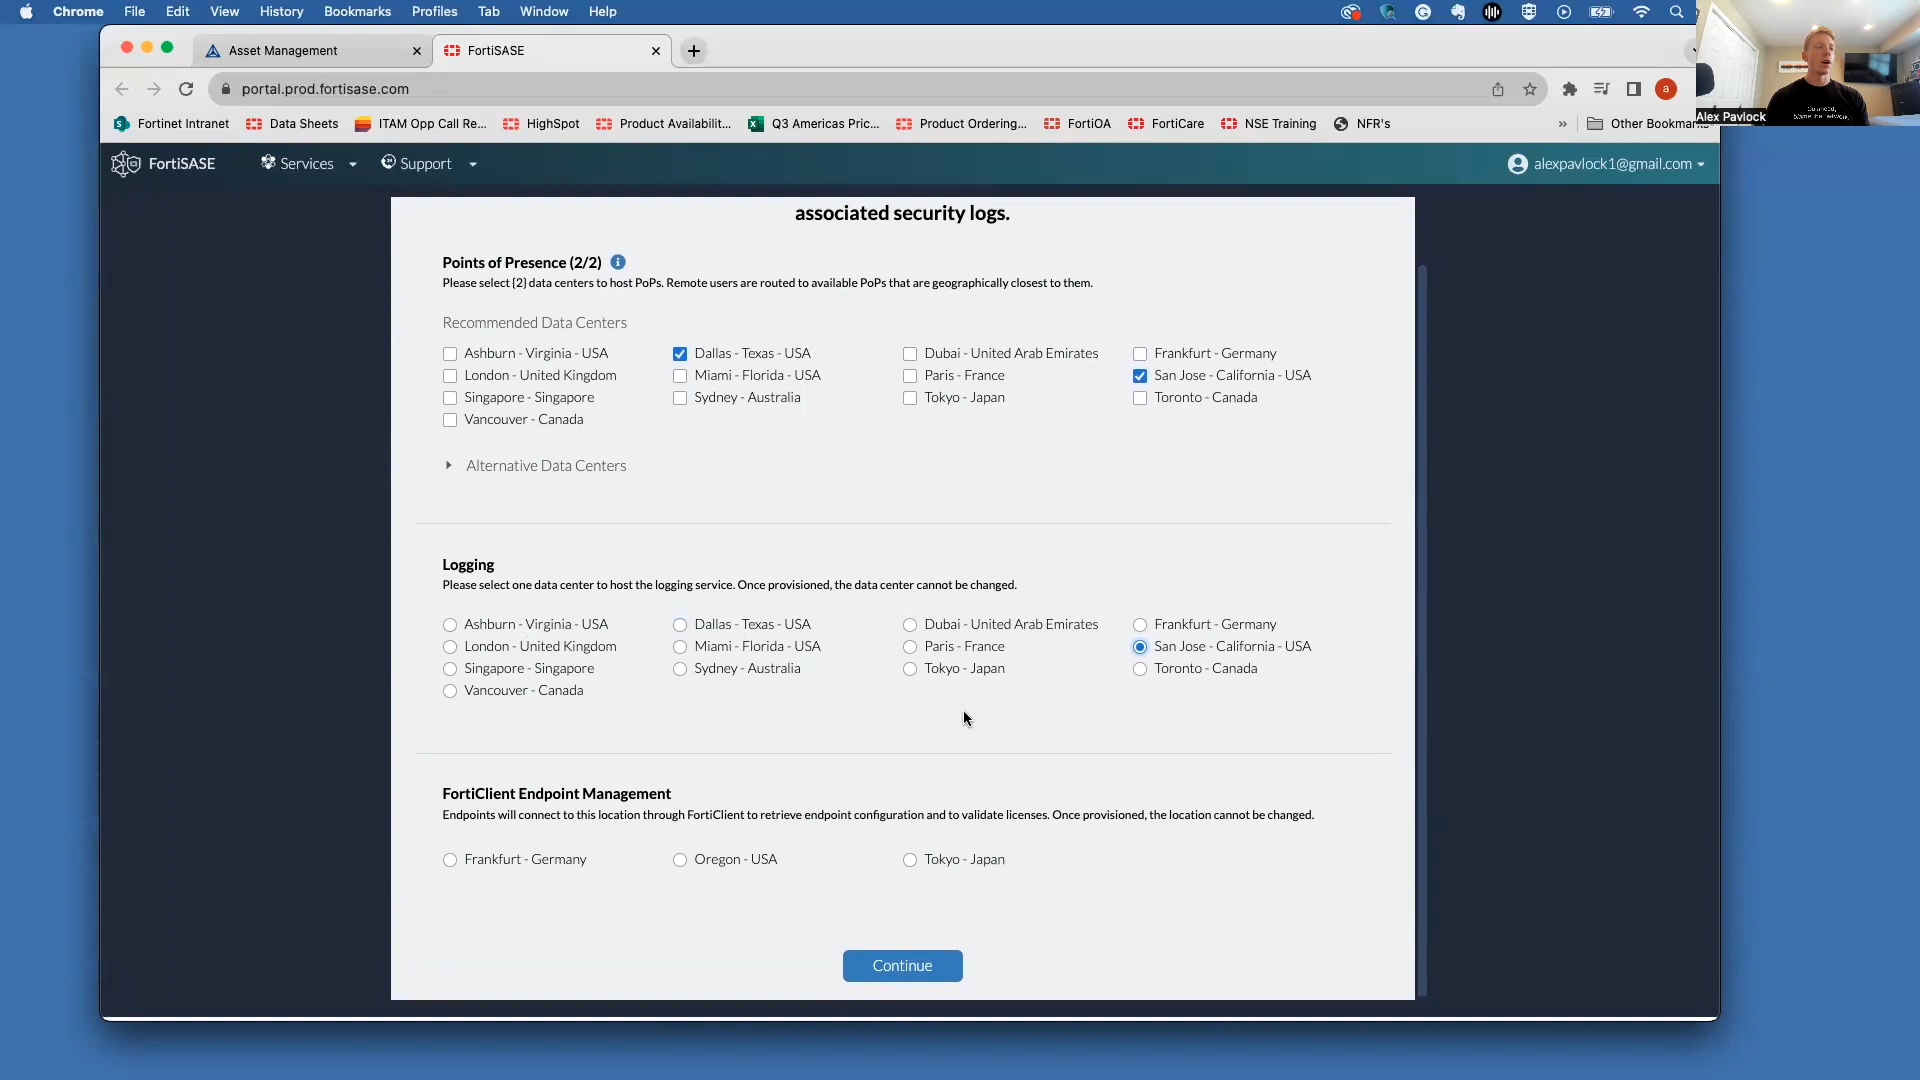 Chrome File Edit View History Bookmarks Profiles Tab Window Help
Asset Management FortiSASE
portal.prod.fortisase.com a
Fortinet Intranet Data Sheets ITAM Opp Call Re... HighSpot Product Availabilit... Q3 Americas Pric... Product Ordering... FortiOA FortiCare NSE Training NFR's » Other Bookmarks
Alex Pavlock
FortiSASE Services Support alexpavlock1@gmail.com
associated security logs.
Points of Presence (2/2)
Please select [2] data centers to host PoPs. Remote users are routed to available PoPs that are geographically closest to them.
Recommended Data Centers
Ashburn - Virginia - USA Dallas - Texas - USA Dubai - United Arab Emirates Frankfurt - Germany
London - United Kingdom Miami - Florida - USA Paris - France San Jose - California - USA
Singapore - Singapore Sydney - Australia Tokyo - Japan Toronto - Canada
Vancouver - Canada
Alternative Data Centers
Logging
Please select one data center to host the logging service. Once provisioned, the data center cannot be changed.
Ashburn - Virginia - USA Dallas - Texas - USA Dubai - United Arab Emirates Frankfurt - Germany
London - United Kingdom Miami - Florida - USA Paris - France San Jose - California - USA
Singapore - Singapore Sydney - Australia Tokyo - Japan Toronto - Canada
Vancouver - Canada
FortiClient Endpoint Management
Endpoints will connect to this location through FortiClient to retrieve endpoint configuration and to validate licenses. Once provisioned, the location cannot be changed.
Frankfurt - Germany Oregon - USA Tokyo - Japan
Continue